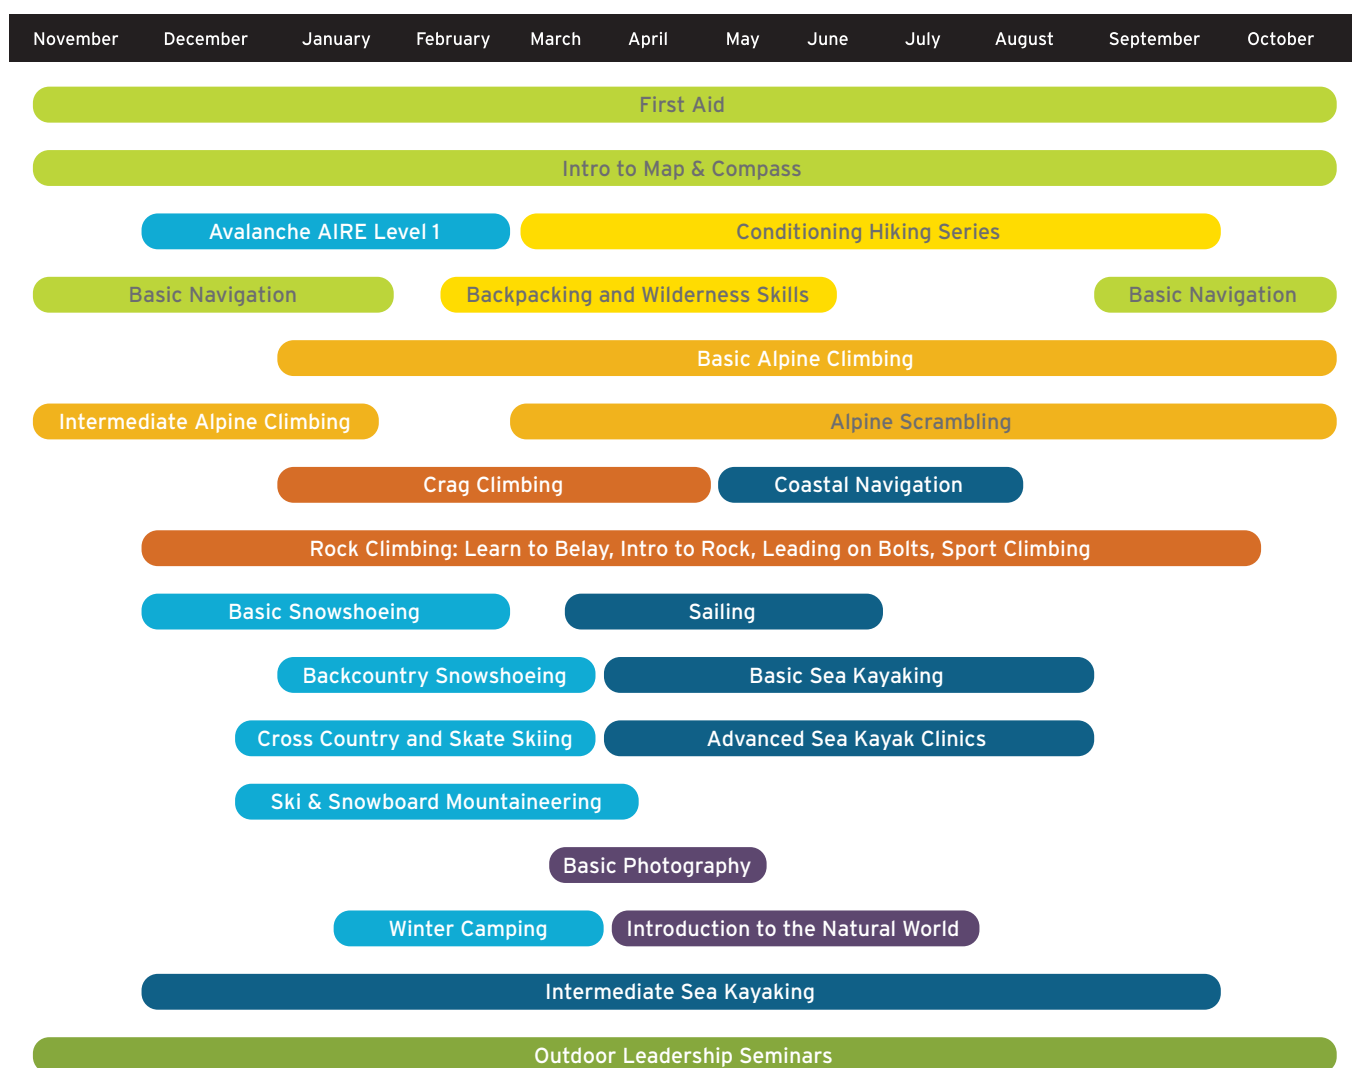 November December January February March April May June July August September October
First Aid
Intro to Map & Compass
Avalanche AIRE Level 1 Conditioning Hiking Series
Basic Navigation Backpacking and Wilderness Skills Basic Navigation
Basic Alpine Climbing
Intermediate Alpine Climbing Alpine Scrambling
Crag Climbing Coastal Navigation
Rock Climbing: Learn to Belay, Intro to Rock, Leading on Bolts, Sport Climbing
Basic Snowshoeing Sailing
Backcountry Snowshoeing Basic Sea Kayaking
Cross Country and Skate Skiing Advanced Sea Kayak Clinics
Ski & Snowboard Mountaineering
Basic Photography
Winter Camping Introduction to the Natural World
Intermediate Sea Kayaking
Outdoor Leadership Seminars